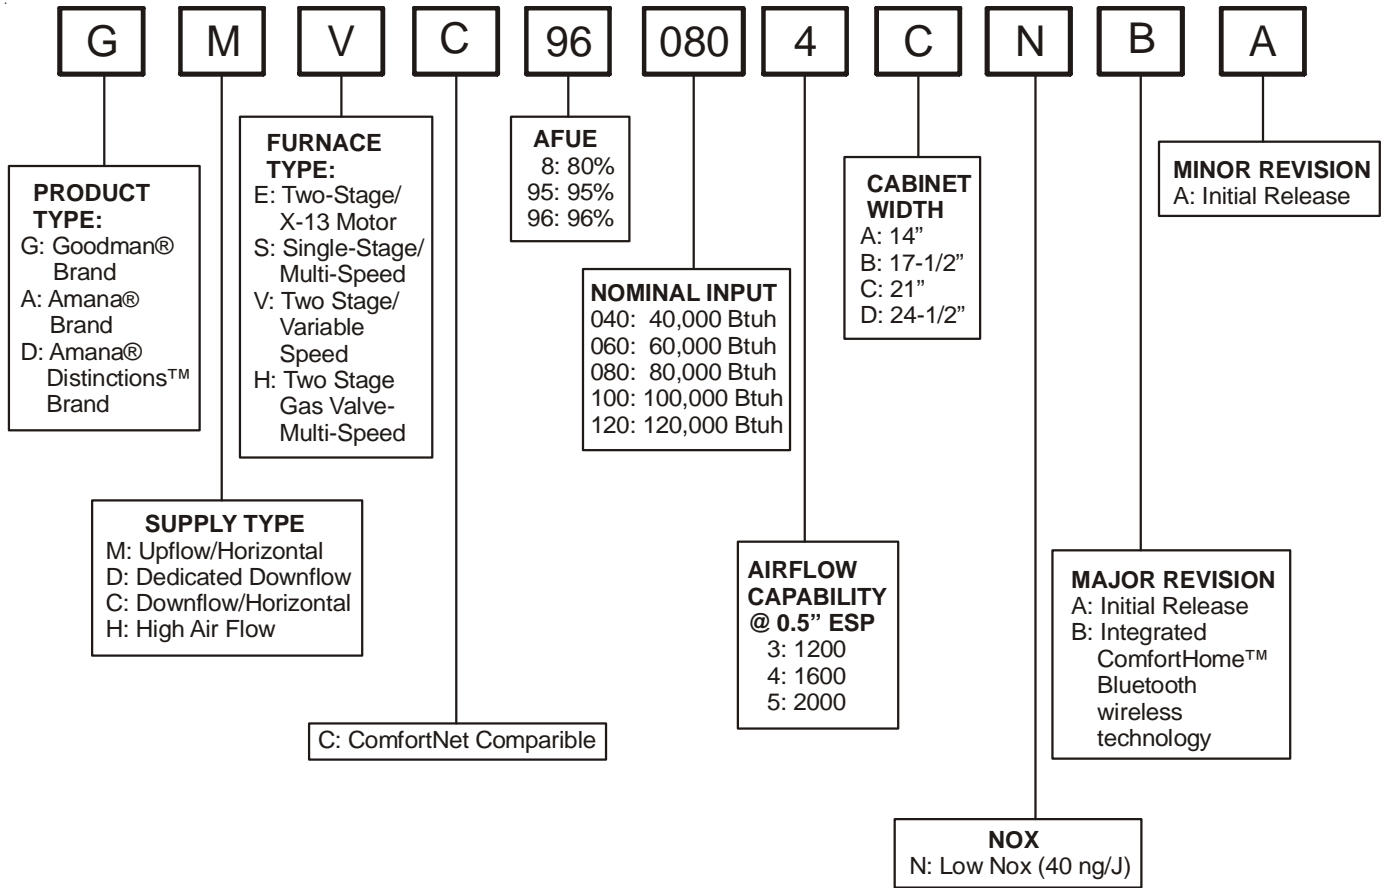 G M V C 96 080 4 C N B A
PRODUCT
TYPE:
G: Goodman®
Brand
A: Amana®
Brand
D: Amana®
Distinctions™
Brand
SUPPLY TYPE
M: Upflow/Horizontal
D: Dedicated Downflow
C: Downflow/Horizontal
H: High Air Flow
FURNACE
TYPE:
E: Two-Stage/
X-13 Motor
S: Single-Stage/
Multi-Speed
V: Two Stage/
Variable
Speed
H: Two Stage
Gas Valve-
Multi-Speed
C: ComfortNet Comparible
AFUE
8: 80%
95: 95%
96: 96%
NOMINAL INPUT
040: 40,000 Btuh
060: 60,000 Btuh
080: 80,000 Btuh
100: 100,000 Btuh
120: 120,000 Btuh
AIRFLOW
CAPABILITY
@ 0.5” ESP
3: 1200
4: 1600
5: 2000
CABINET
WIDTH
A: 14”
B: 17-1/2”
C: 21”
D: 24-1/2”
NOX
N: Low Nox (40 ng/J)
MAJOR REVISION
A: Initial Release
B: Integrated
ComfortHome™
Bluetooth
wireless
technology
MINOR REVISION
A: Initial Release